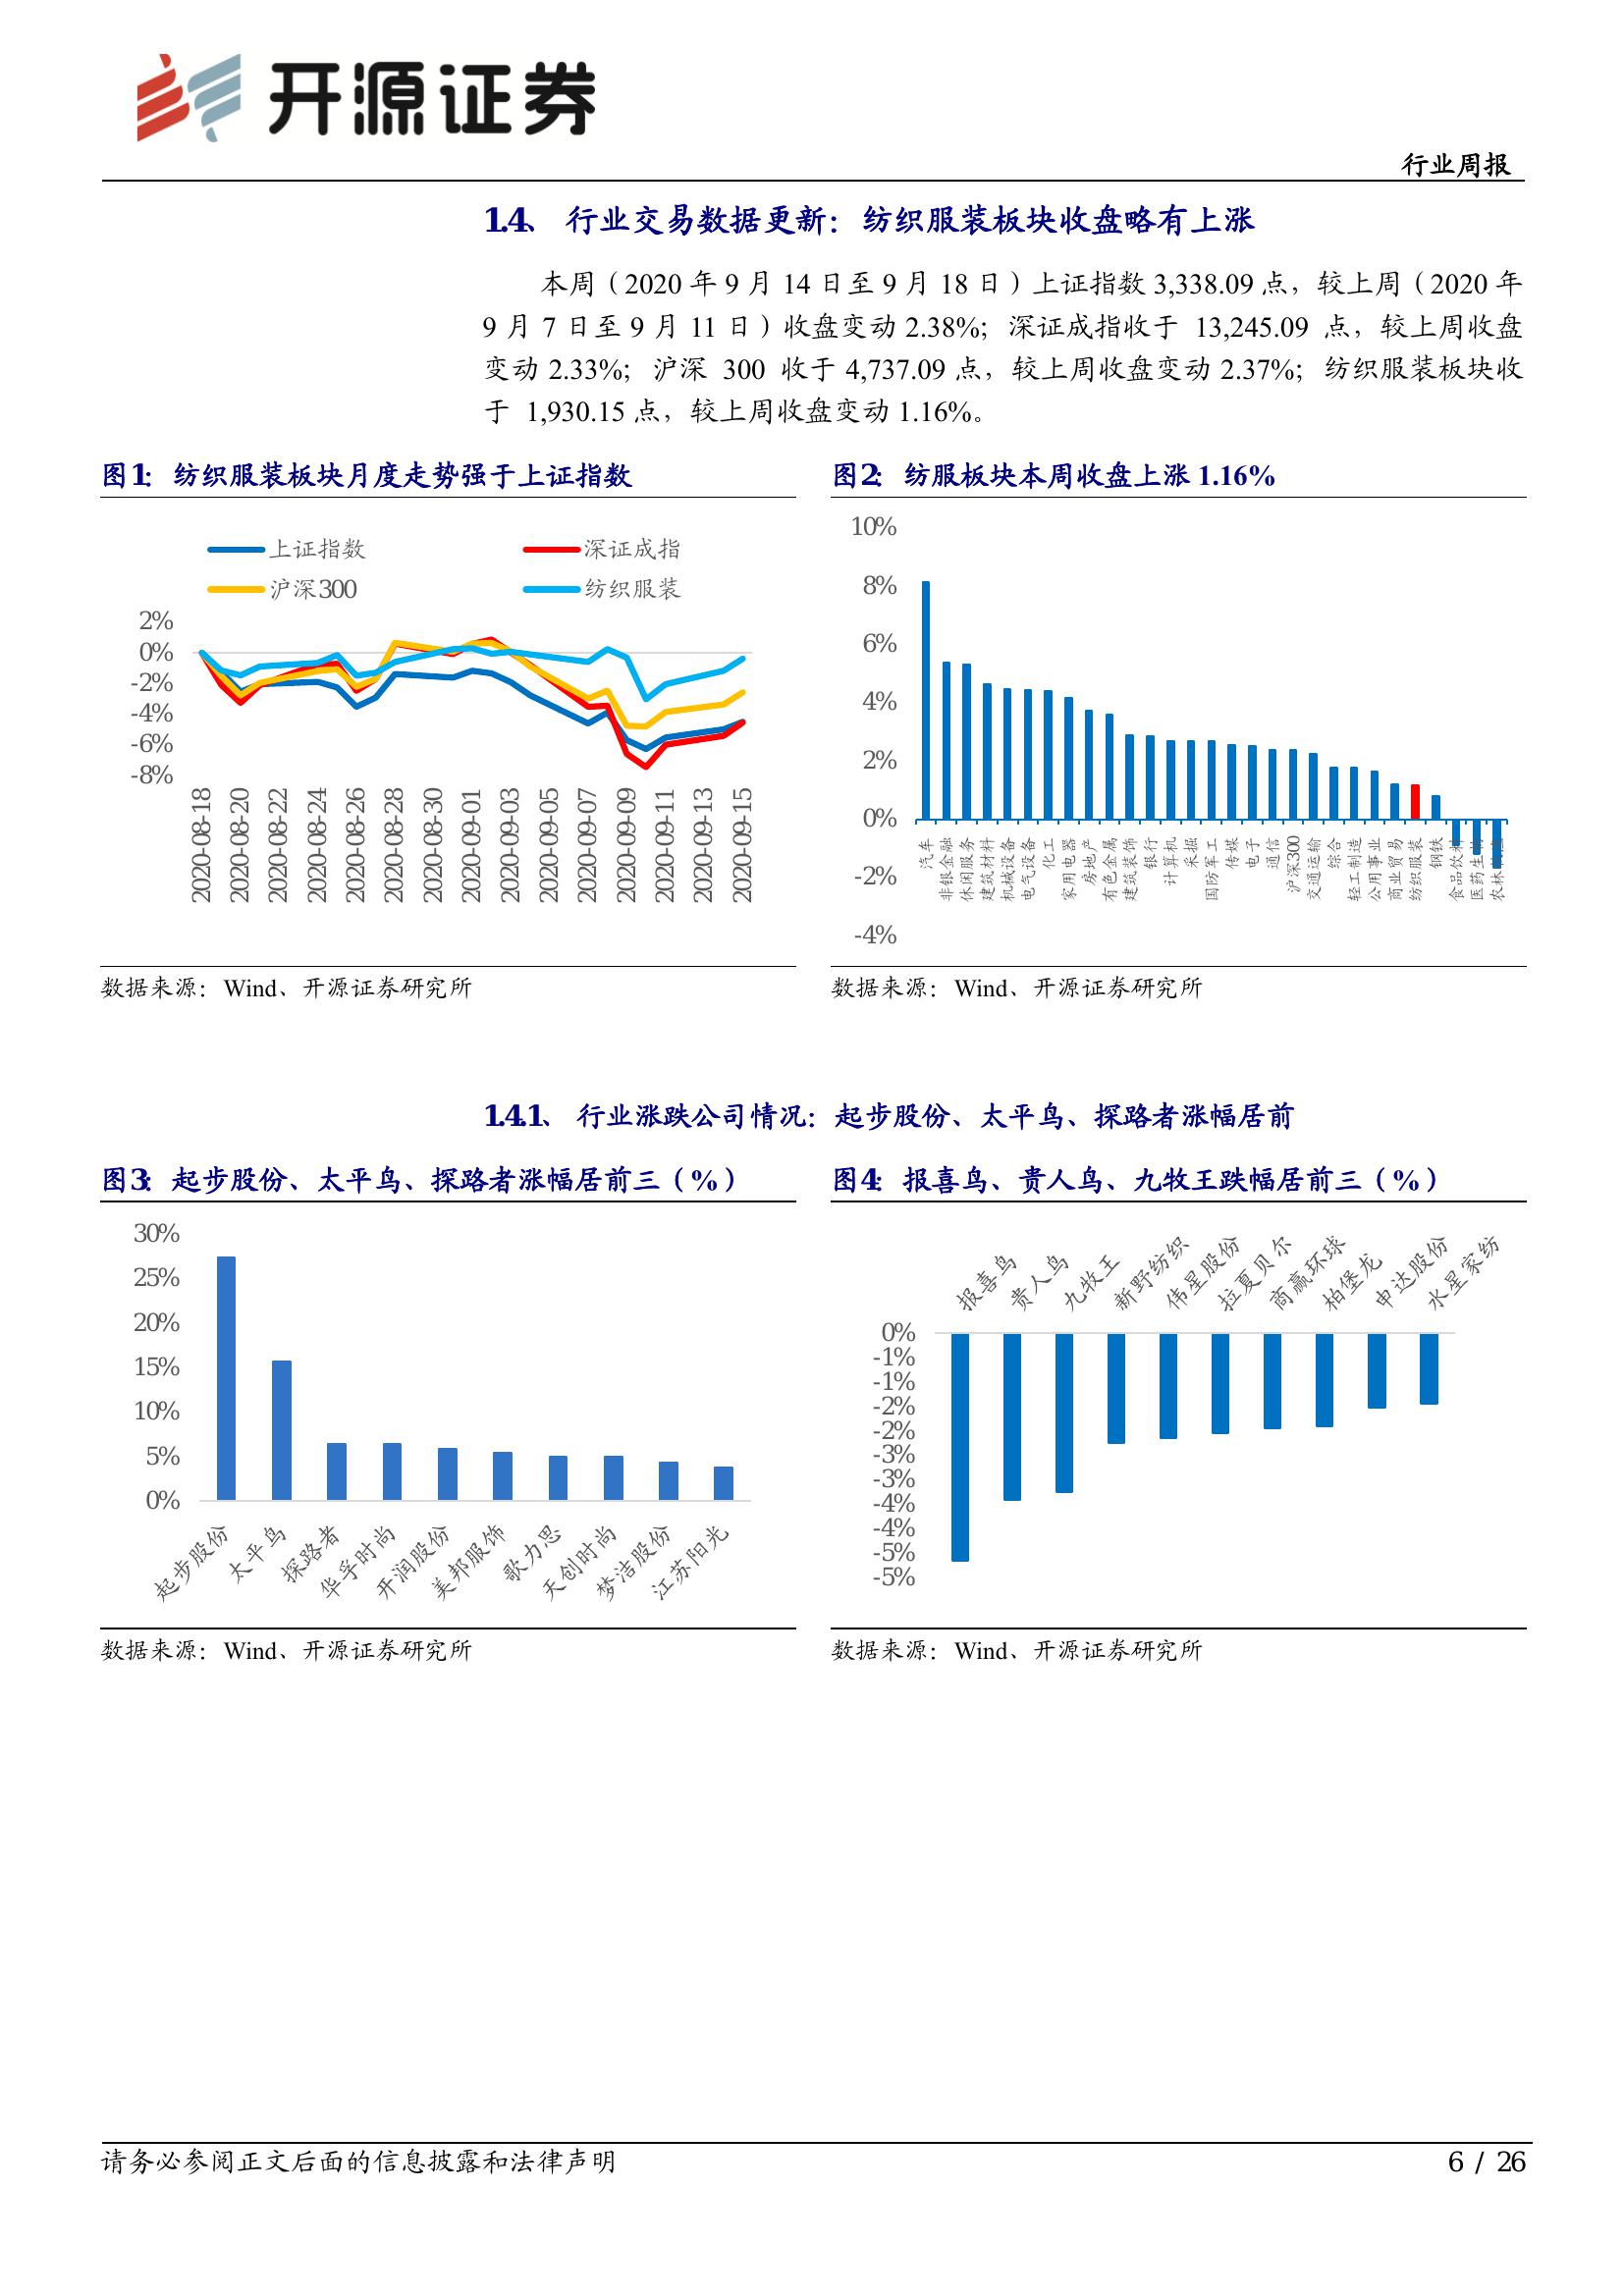 开源证券
行业周报
1.4、 行业交易数据更新：纺织服装板块收盘略有上涨
本周（2020 年 9 月 14 日至 9 月 18 日）上证指数 3,338.09 点，较上周（2020 年
9 月 7 日至 9 月 11 日）收盘变动 2.38%；深证成指收于 13,245.09 点，较上周收盘
变动 2.33%；沪深 300 收于 4,737.09 点，较上周收盘变动 2.37%；纺织服装板块收
于 1,930.15 点，较上周收盘变动 1.16%。
图1：纺织服装板块月度走势强于上证指数
上证指数
深证成指
沪深300
纺织服装
2%
0%
-2%
-4%
-6%
-8%
2020-08-18
2020-08-20
2020-08-22
2020-08-24
2020-08-26
2020-08-28
2020-08-30
2020-09-01
2020-09-03
2020-09-05
2020-09-07
2020-09-09
2020-09-11
2020-09-13
2020-09-15
数据来源：Wind、开源证券研究所
图2：纺服板块本周收盘上涨 1.16%
10%
8%
6%
4%
2%
0%
-2%
-4%
汽车
非银金融
休闲服务
建筑材料
机械设备
电气设备
化工
家用电器
房地产
有色金属
建筑装饰
银行
计算机
采掘
国防军工
传媒
电子
通信
沪深300
交通运输
综合
轻工制造
公用事业
商业贸易
纺织服装
钢铁
食品饮料
医药生物
农林
数据来源：Wind、开源证券研究所
1.4.1、 行业涨跌公司情况：起步股份、太平鸟、探路者涨幅居前
图3：起步股份、太平鸟、探路者涨幅居前三（%）
30%
25%
20%
15%
10%
5%
0%
起步股份
太平鸟
探路者
华孚时尚
开润股份
美邦服饰
歌力思
天创时尚
梦洁股份
江苏阳光
数据来源：Wind、开源证券研究所
图4：报喜鸟、贵人鸟、九牧王跌幅居前三（%）
报喜鸟
贵人鸟
九牧王
新野纺织
伟星股份
拉夏贝尔
商赢环球
柏堡龙
申达股份
水星家纺
0%
-1%
-1%
-2%
-2%
-3%
-3%
-4%
-4%
-5%
-5%
数据来源：Wind、开源证券研究所
请务必参阅正文后面的信息披露和法律声明
6 / 26